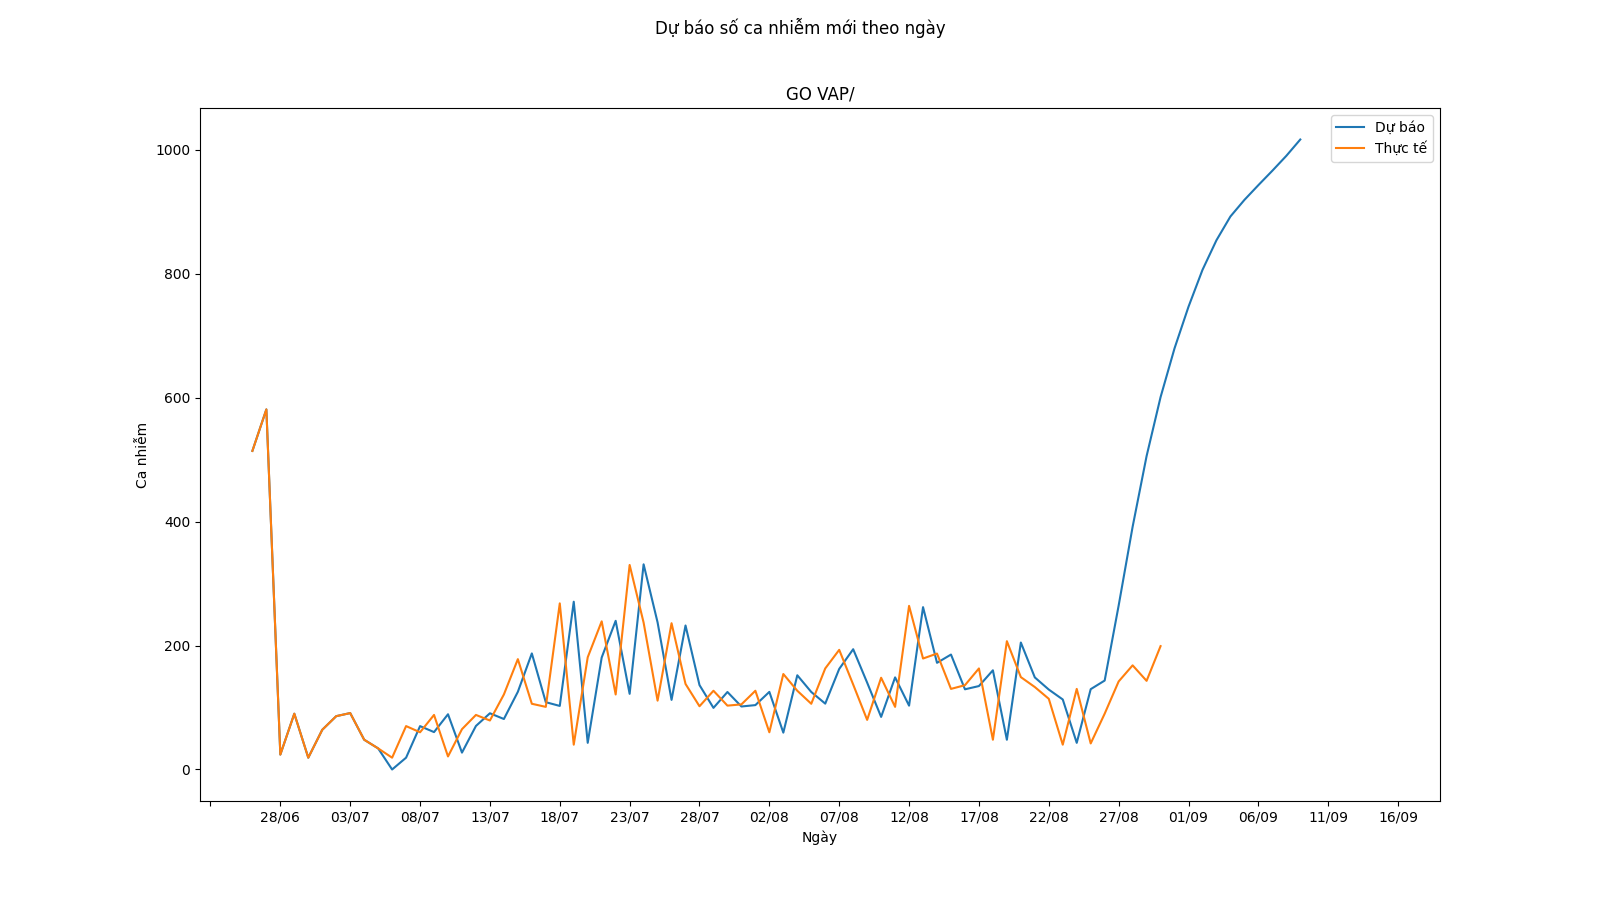 Dự báo số ca nhiễm mới theo ngày
GO VAP/
Dự báo
Thực tế
1000
800
600
400
200
0
Ca nhiễm
28/06 03/07 08/07 13/07 18/07 23/07 28/07 02/08 07/08 12/08 17/08 22/08 27/08 01/09 06/09 11/09 16/09
Ngày